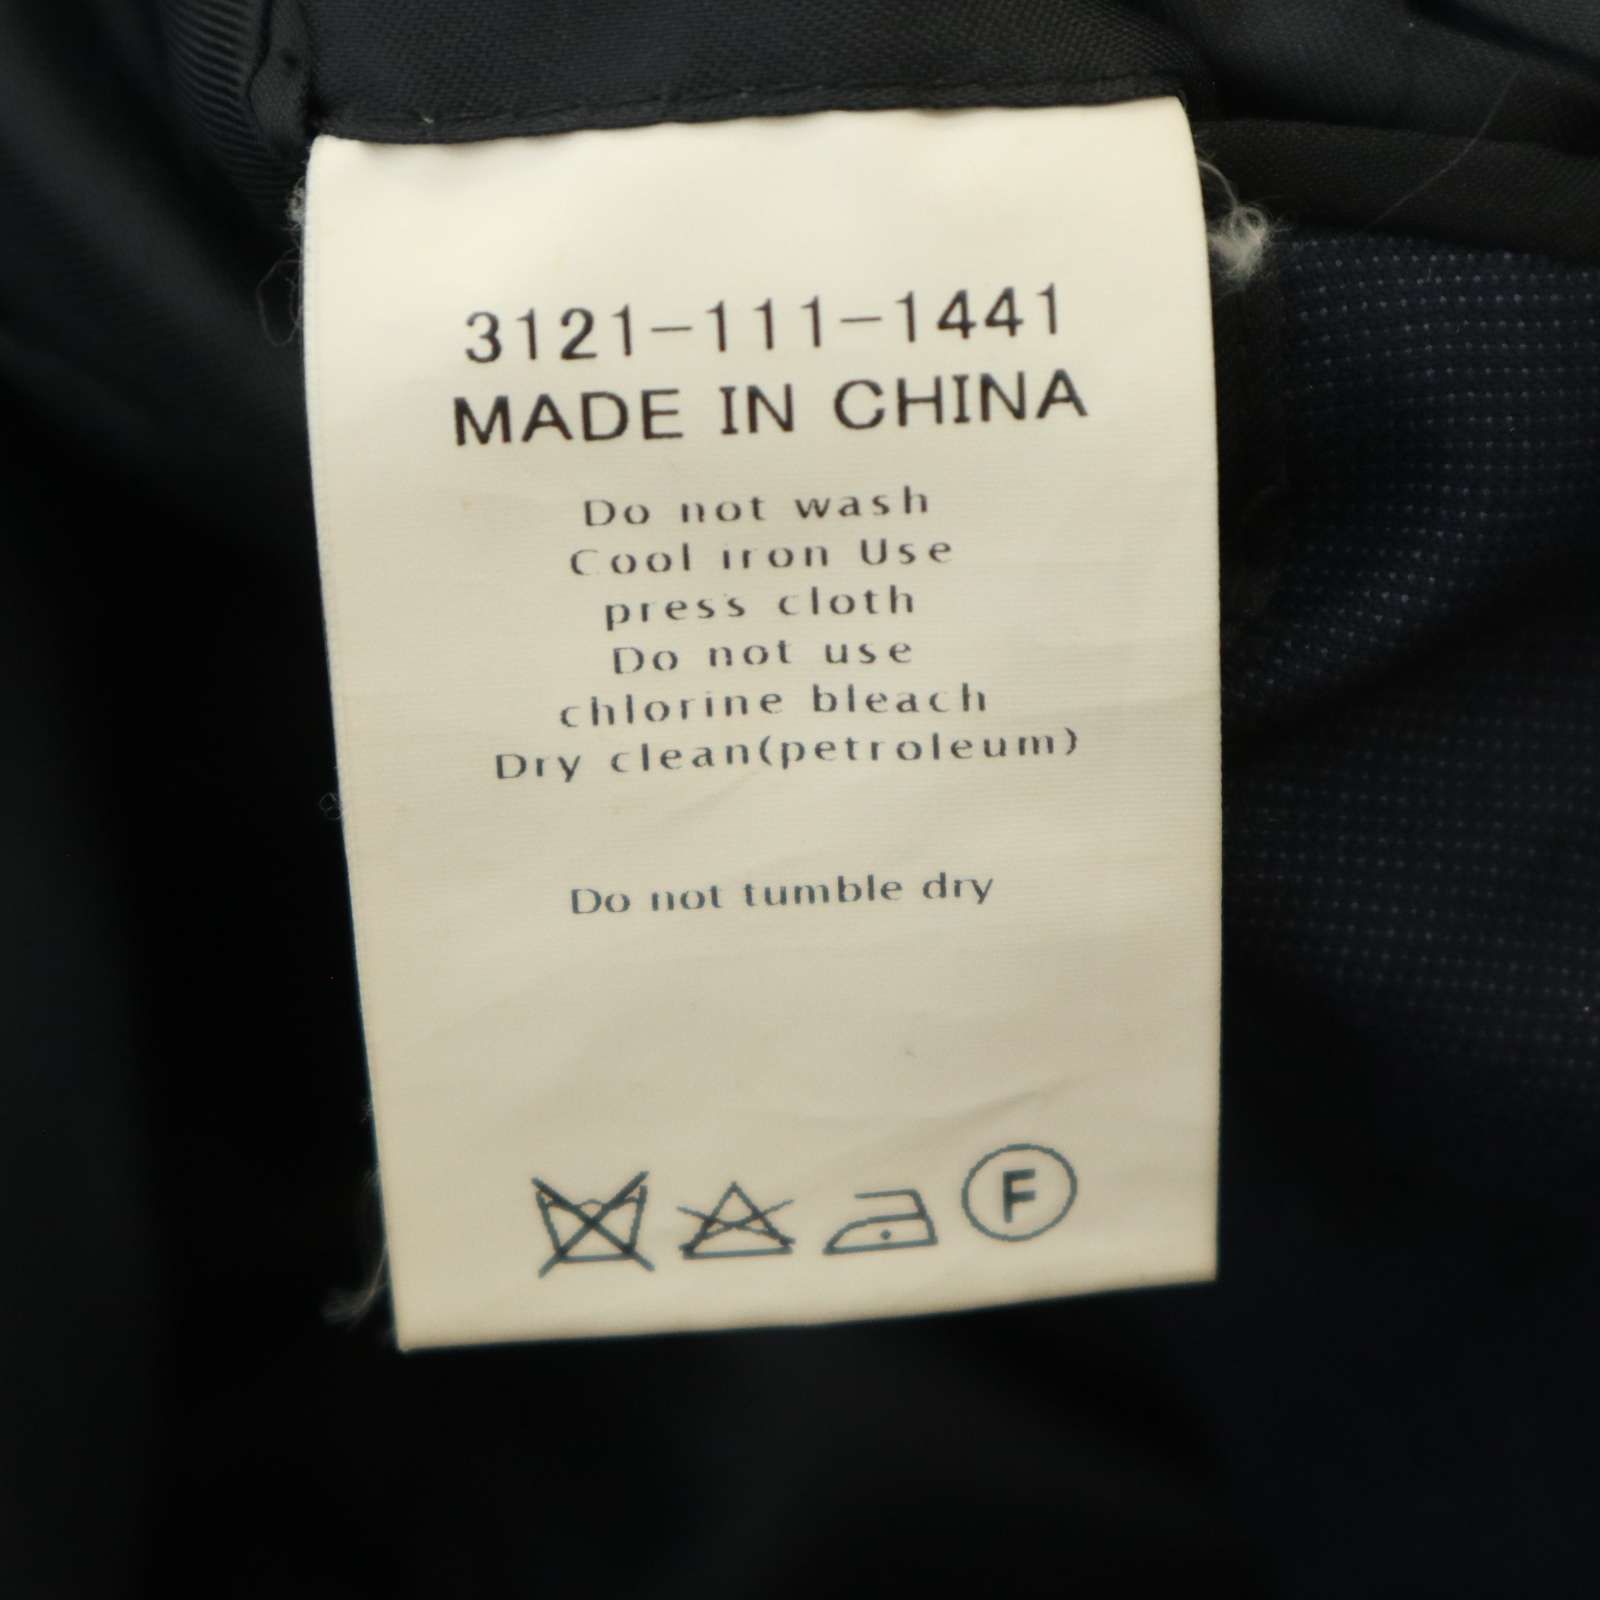 3121-111-1441
MADE IN CHINA
Do not wash
Cool iron Use
press cloth
Do not use
chlorine bleach
Dry clean(petroleum)
Do not tumble dry
F